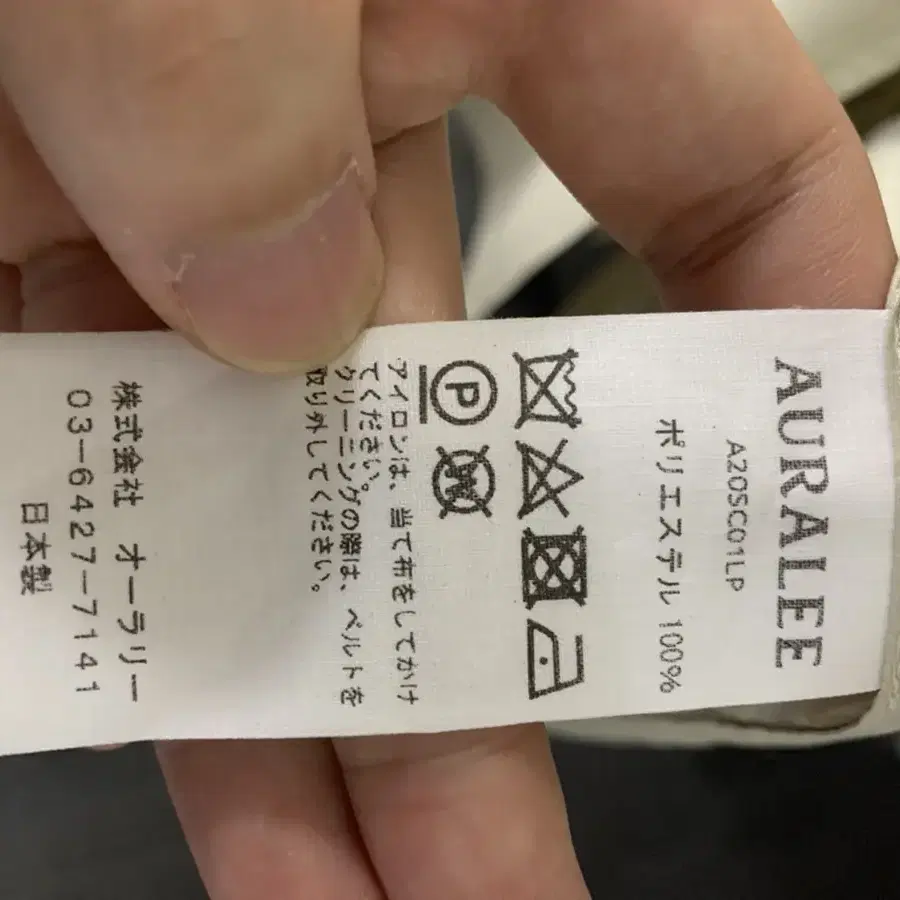 AURALEE
A20SC01LP
ポリエステル 100%
P
W
アイロンは、当て布をしてかけ
てください。
クリーニングの際は、ベルトを
取り外してください。
株式会社 オーラリー
03-6427-7141
日本製